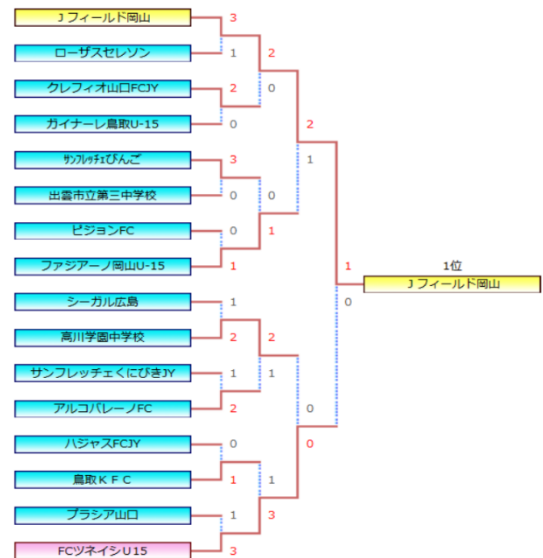 Jフィールド岡山 3
ローザスセレソン 1 2
クレフィオ山口FCJY 2 0
ガイナーレ鳥取U-15 0 2
サンフレッチェびんご 3 1
出雲市立第三中学校 0 0
ピジョンFC 0 1
ファジアーノ岡山U-15 1 1 1位
Jフィールド岡山
シーガル広島 1 0
高川学園中学校 2 2
サンフレッチェくにびきJY 1 1
アルコバレーノFC 2 0
ハジャスFCJY 0 0
鳥取KFC 1 1
プラシア山口 1 3
FCツネイシU15 3